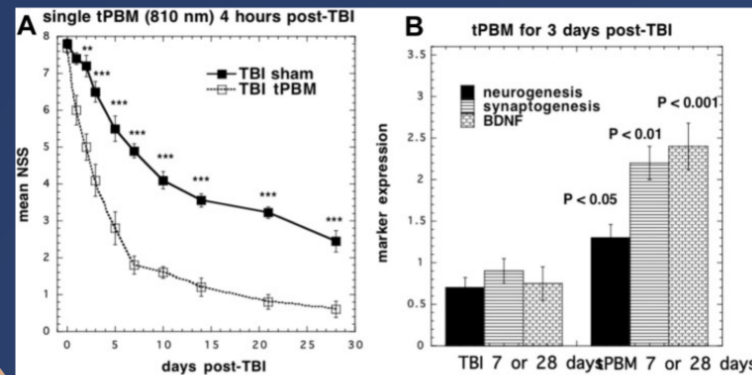 A single tPBM (810 nm) 4 hours post-TBI
8
7
6
5
4
3
2
1
0
mean NSS
**
***
***
***
***
***
***
***
TBI sham
TBI tPBM
0 5 10 15 20 25 30
days post-TBI
B tPBM for 3 days post-TBI
3.5
3
2.5
2
1.5
1
0.5
0
marker expression
neurogenesis
synaptogenesis
BDNF
P < 0.001
P < 0.01
P < 0.05
TBI 7 or 28 days
tPBM 7 or 28 days